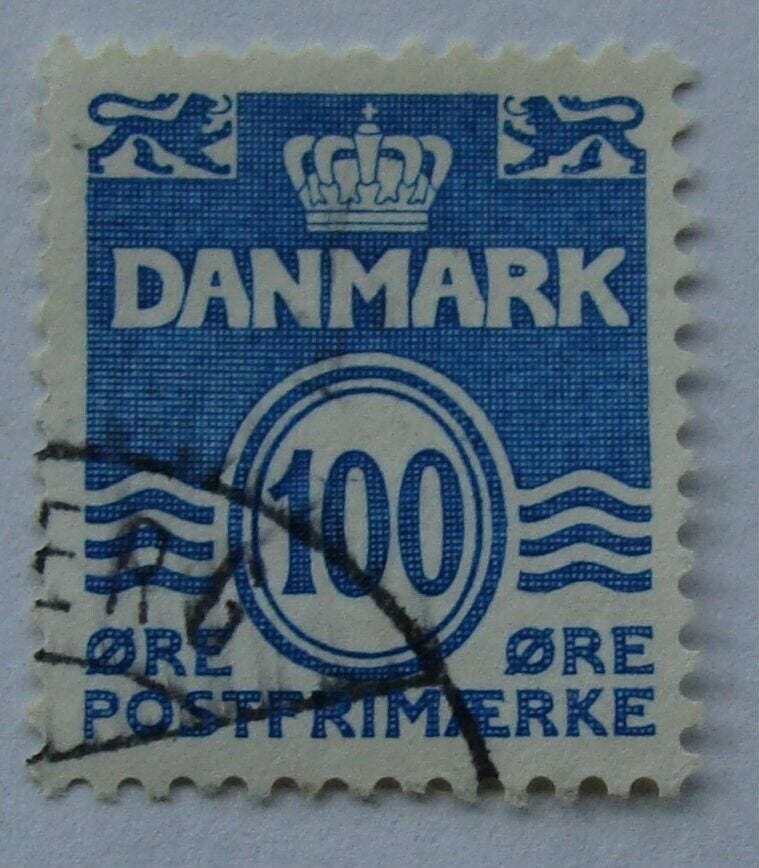 DANMARK
100
ØRE ØRE
POSTFRIMÆRKE